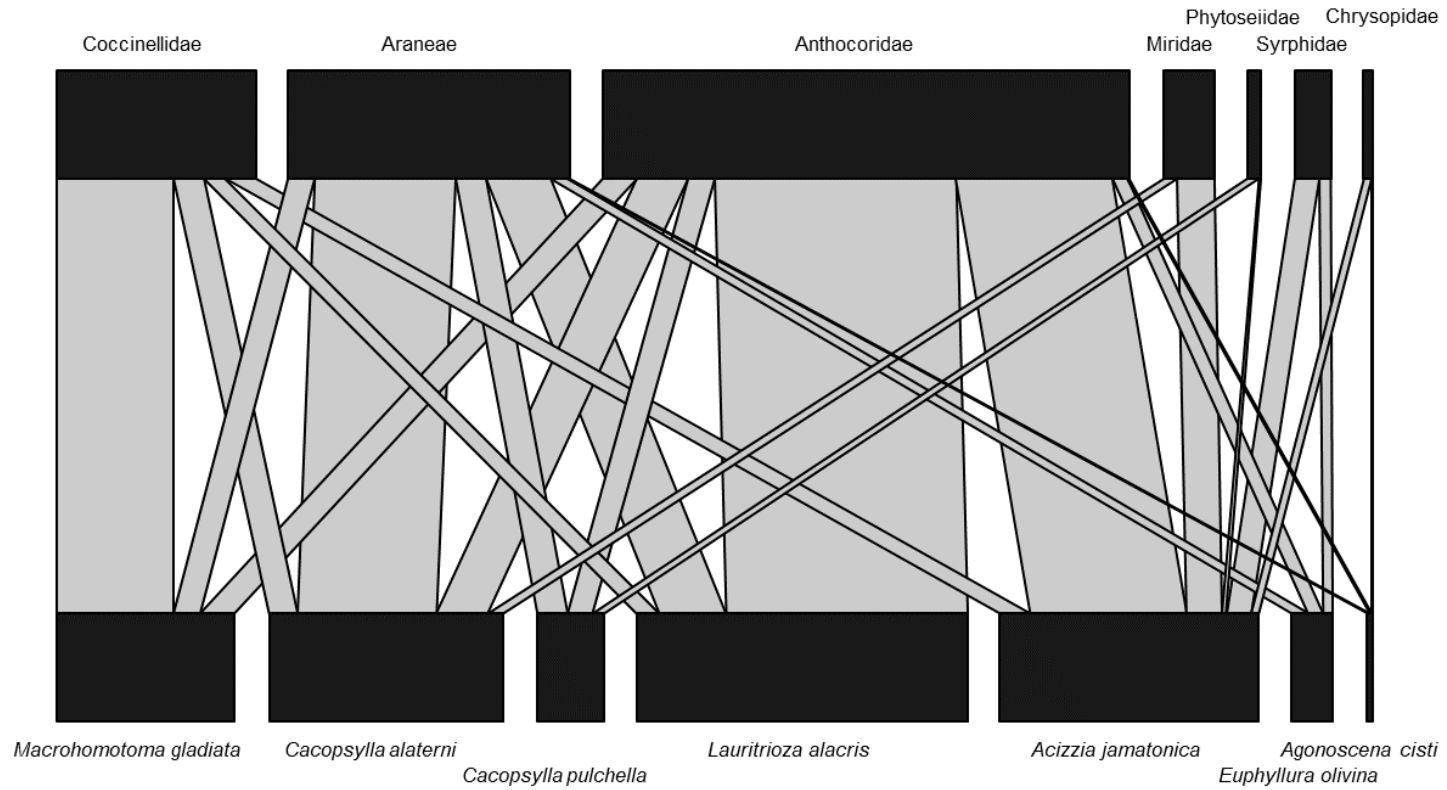 Phytoseiidae Chrysopidae
Coccinellidae Araneae Anthocoridae Miridae Syrphidae
Macrohomotoma gladiata Cacopsylla alaterni Lauritrioza alacris Acizzia jamatonica Agonoscena cisti
Cacopsylla pulchella Euphyllura olivina